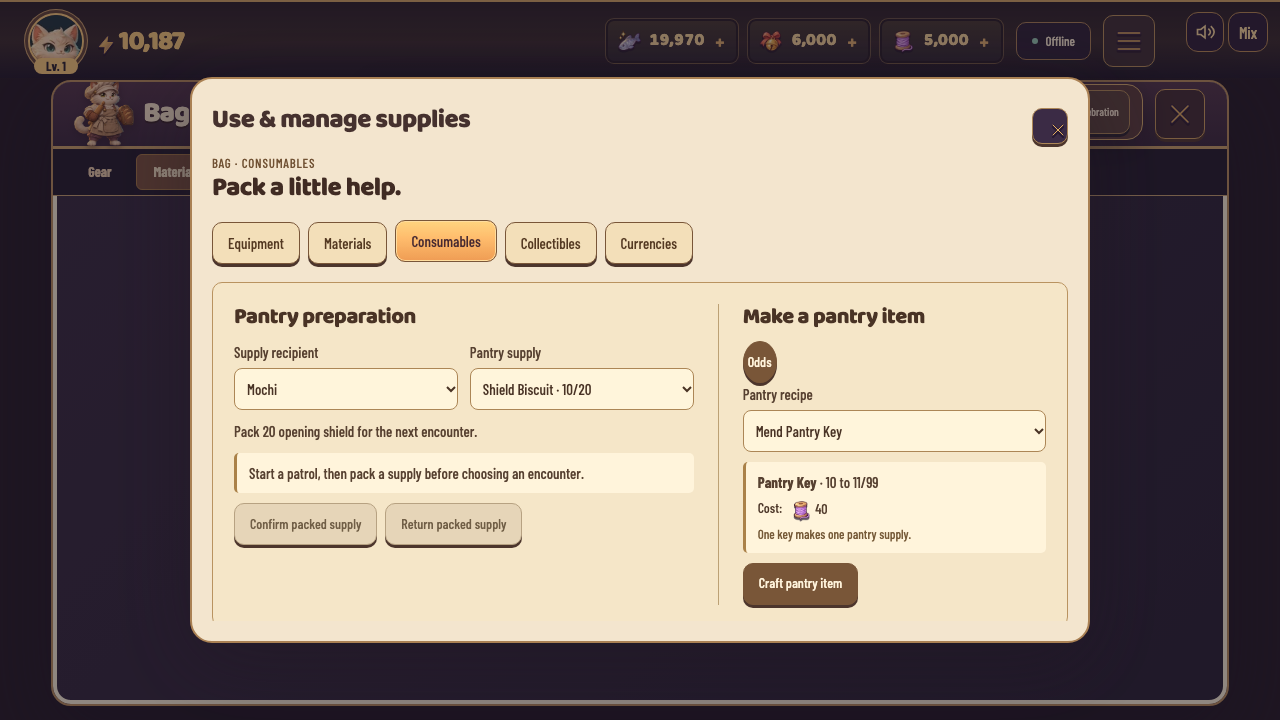 10,187
19,970 +
6,000 +
5,000 +
Offline
Mix
Lv. 1
Bag
Gear
Use & manage supplies
BAG · CONSUMABLES
Pack a little help.
Equipment
Materials
Consumables
Collectibles
Currencies
Pantry preparation
Supply recipient
Pantry supply
Mochi
Shield Biscuit · 10/20
Pack 20 opening shield for the next encounter.
Start a patrol, then pack a supply before choosing an encounter.
Confirm packed supply
Return packed supply
Make a pantry item
Odds
Pantry recipe
Mend Pantry Key
Pantry Key · 10 to 11/99
Cost: 40
One key makes one pantry supply.
Craft pantry item